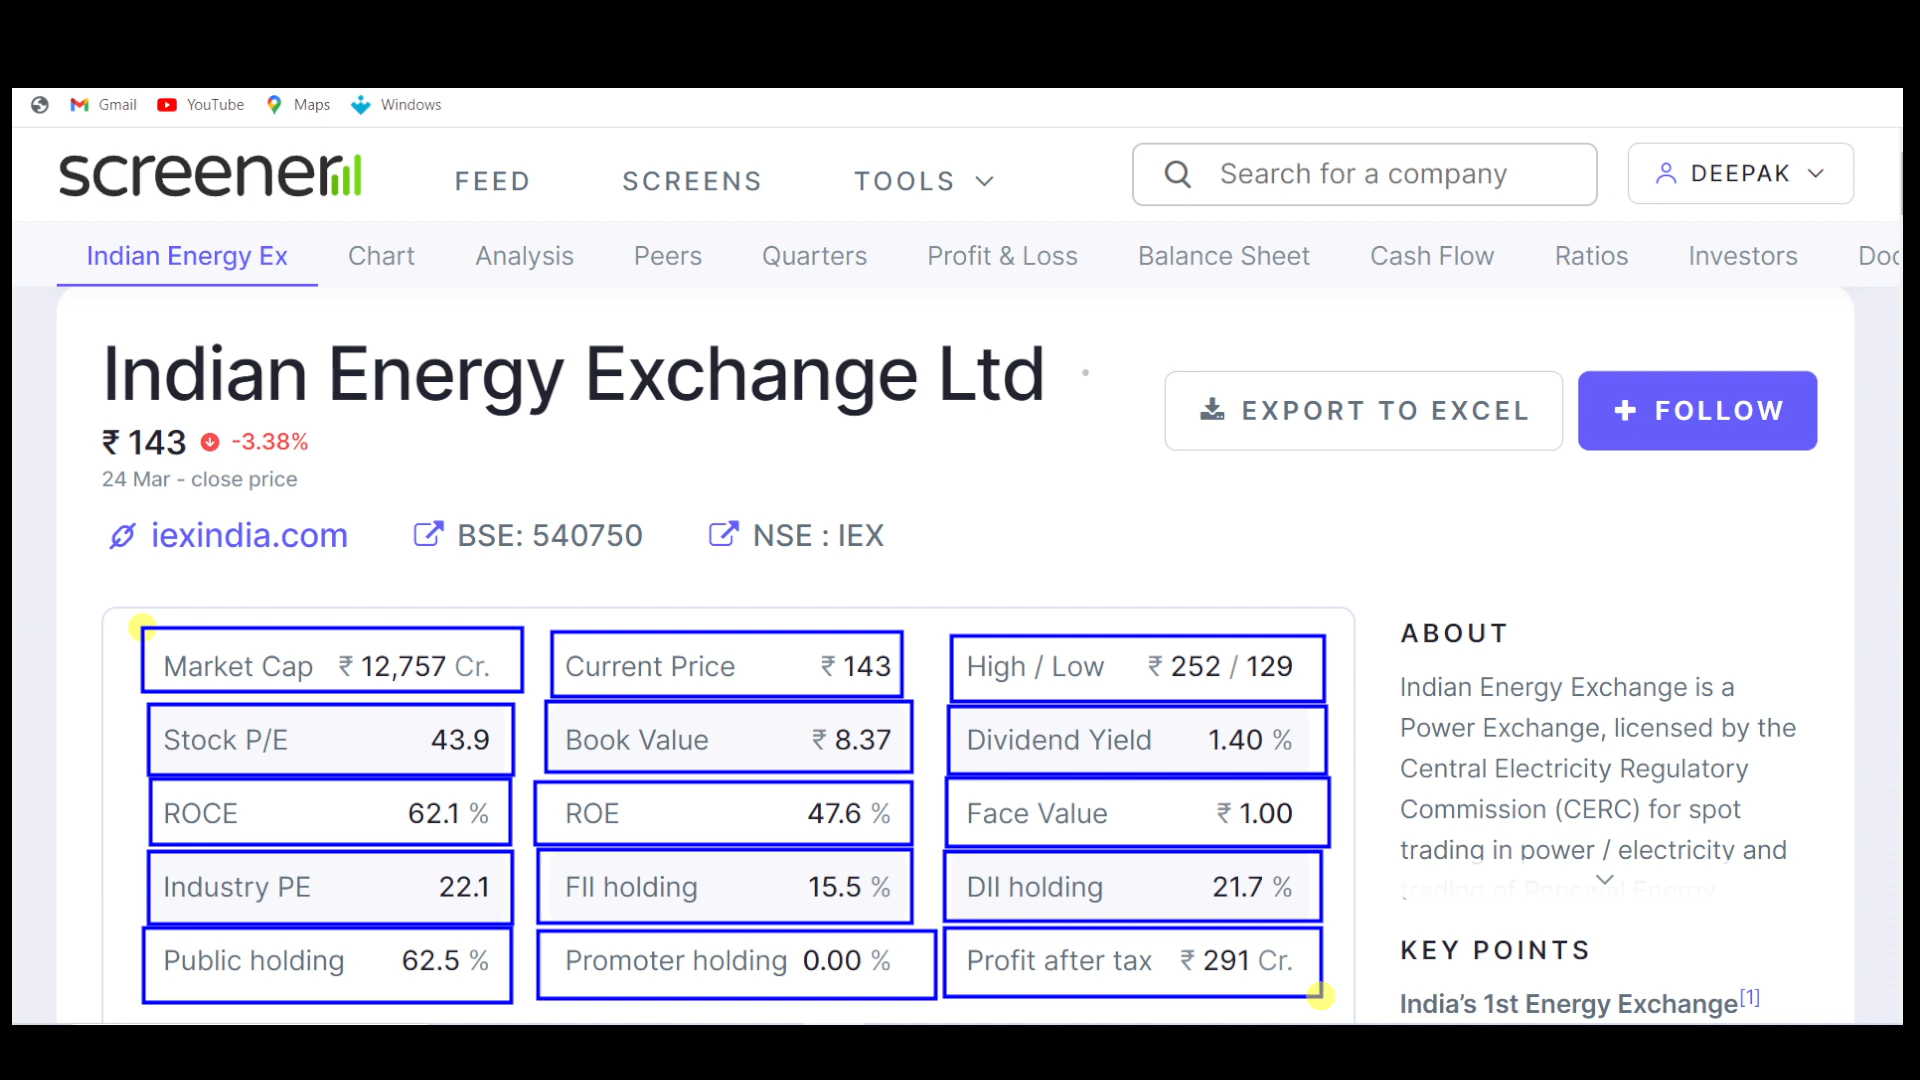 Gmail YouTube Maps Windows
screener FEED SCREENS TOOLS Search for a company DEEPAK
Indian Energy Ex Chart Analysis Peers Quarters Profit & Loss Balance Sheet Cash Flow Ratios Investors Doc
Indian Energy Exchange Ltd
EXPORT TO EXCEL + FOLLOW
₹ 143 -3.38%
24 Mar - close price
iexindia.com BSE: 540750 NSE : IEX
Market Cap ₹ 12,757 Cr. Current Price ₹ 143 High / Low ₹ 252 / 129
Stock P/E 43.9 Book Value ₹ 8.37 Dividend Yield 1.40 %
ROCE 62.1 % ROE 47.6 % Face Value ₹ 1.00
Industry PE 22.1 FII holding 15.5 % DII holding 21.7 %
Public holding 62.5 % Promoter holding 0.00 % Profit after tax ₹ 291 Cr.
ABOUT
Indian Energy Exchange is a
Power Exchange, licensed by the
Central Electricity Regulatory
Commission (CERC) for spot
trading in power / electricity and
trading of Renewal Energy
KEY POINTS
India's 1st Energy Exchange[1]